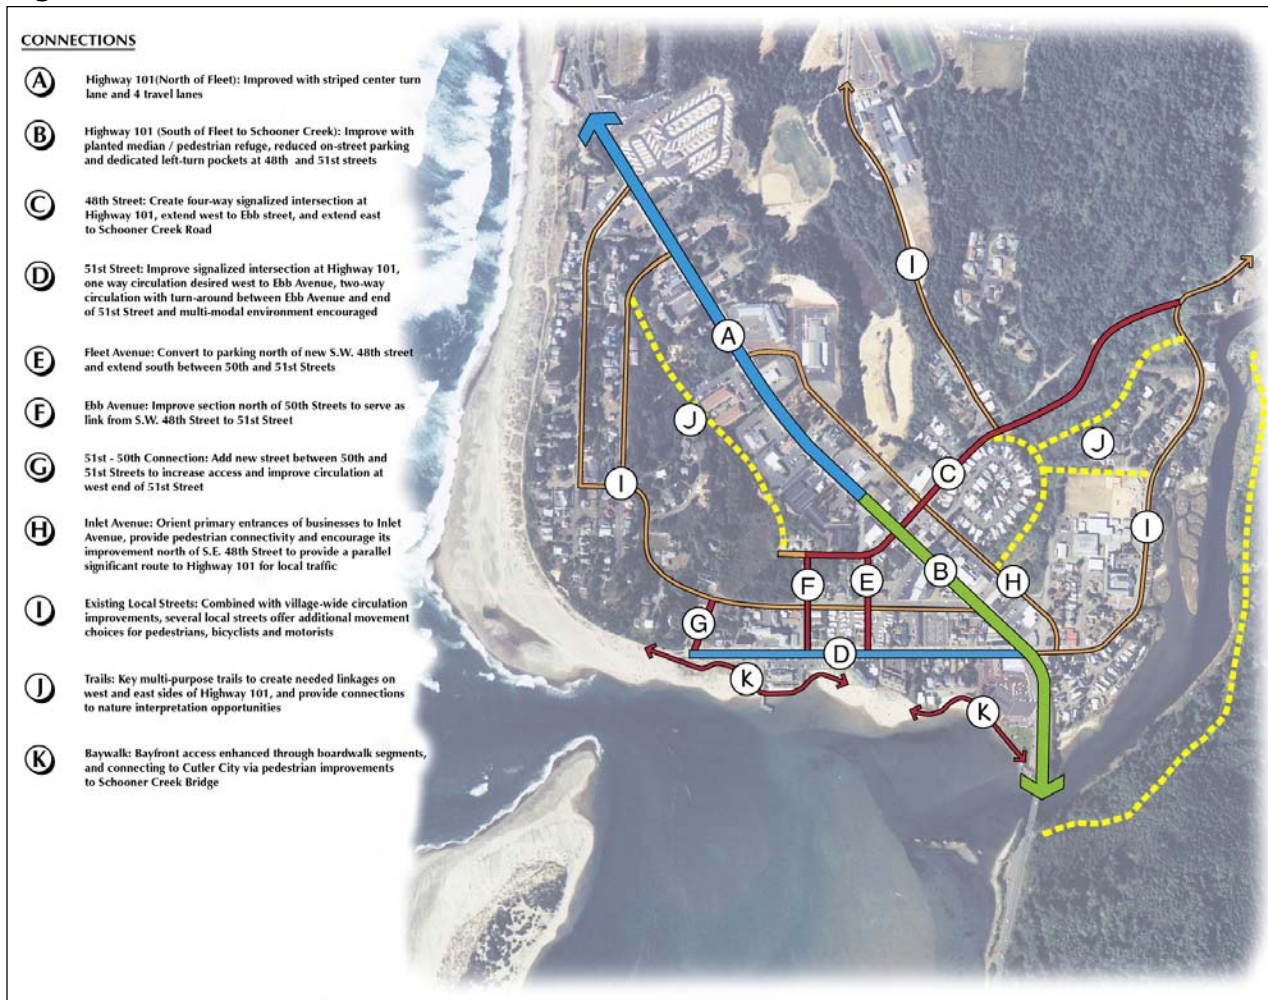 CONNECTIONS
A
Highway 101(North of Fleet): Improved with striped center turn
lane and 4 travel lanes
B
Highway 101 (South of Fleet to Schooner Creek): Improve with
planted median / pedestrian refuge, reduced on-street parking
and dedicated left-turn pockets at 48th and 51st streets
C
48th Street: Create four-way signalized intersection at
Highway 101, extend west to Ebb street, and extend east
to Schooner Creek Road
D
51st Street: Improve signalized intersection at Highway 101,
one way circulation desired west to Ebb Avenue, two-way
circulation with turn-around between Ebb Avenue and end
of 51st Street and multi-modal environment encouraged
E
Fleet Avenue: Convert to parking north of new S.W. 48th street
and extend south between 50th and 51st Streets
F
Ebb Avenue: Improve section north of 50th Streets to serve as
link from S.W. 48th Street to 51st Street
G
51st - 50th Connection: Add new street between 50th and
51st Streets to increase access and improve circulation at
west end of 51st Street
H
Inlet Avenue: Orient primary entrances of businesses to Inlet
Avenue, provide pedestrian connectivity and encourage its
improvement north of S.E. 48th Street to provide a parallel
significant route to Highway 101 for local traffic
I
Existing Local Streets: Combined with village-wide circulation
improvements, several local streets offer additional movement
choices for pedestrians, bicyclists and motorists
J
Trails: Key multi-purpose trails to create needed linkages on
west and east sides of Highway 101, and provide connections
to nature interpretation opportunities
K
Baywalk: Bayfront access enhanced through boardwalk segments,
and connecting to Cutler City via pedestrian improvements
to Schooner Creek Bridge
I
A
J
J
C
I
I
B
H
F
E
G
D
K
K